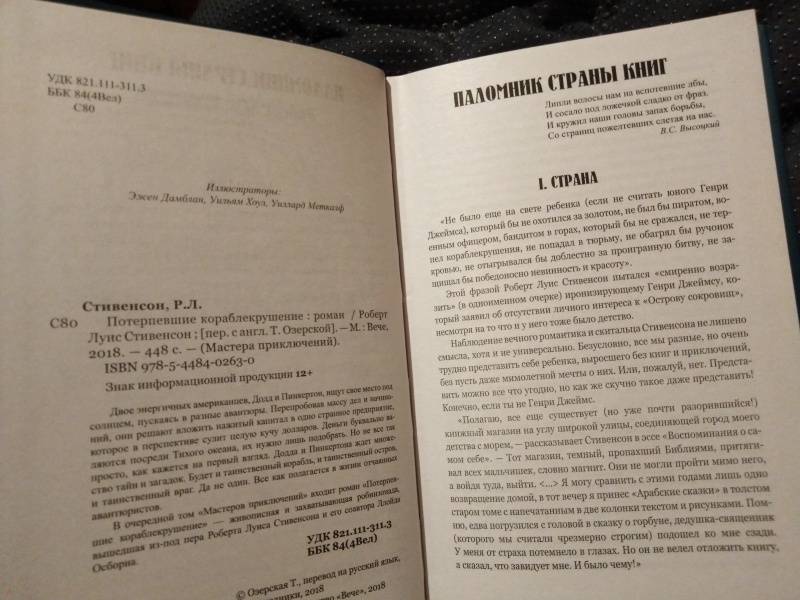 УДК 821.111-311.3
ББК 84(4Вел)
С80
Иллюстраторы:
Эжен Дамблан, Уильям Хоул, Уиллард Меткалф
Стивенсон, Р.Л.
С80 Потерпевшие кораблекрушение : роман / Роберт
Луис Стивенсон ; [пер. с англ. Т. Озерской]. — М. : Вече,
2018. — 448 с. — (Мастера приключений).
ISBN 978-5-4484-0263-0
Знак информационной продукции 12+
Двое энергичных американцев, Додд и Пинкертон, ищут свое место под
солнцем, пускаясь в разные авантюры. Перепробовав массу дел и начина-
ний, они решают вложить нажитый капитал в одно странное предприятие,
которое в перспективе сулит целую кучу долларов. Деньги буквально ва-
ляются посреди Тихого океана, их нужно лишь подобрать. Но не все так
просто, как кажется на первый взгляд. Додда и Пинкертона ждет множе-
ство тайн и загадок. Будет и таинственный корабль, и таинственный остров,
и таинственный враг. Да не один. Все как полагается в жизни отчаянных
авантюристов.
В очередной том «Мастеров приключений» входит роман «Потерпев-
шие кораблекрушение» — живописная и захватывающая робинзонада,
вышедшая из-под пера Роберта Луиса Стивенсона и его соавтора Ллойда
Осборна.
УДК 821.111-311.3
ББК 84(4Вел)
© Озерская Т., перевод на русский язык,
2018
«Вече», 2018
ПАЛОМНИК СТРАНЫ КНИГ
Липли волосы нам на вспотевшие лбы,
И сосало под ложечкой сладко от фраз.
И кружил наши головы запах борьбы,
Со страниц пожелтевших слетая на нас.
В.С. Высоцкий
I. СТРАНА
«Не было еще на свете ребенка (если не считать юного Генри
Джеймса), который бы не охотился за золотом, не был бы пиратом, во-
енным офицером, бандитом в горах, который бы не сражался, не тер-
пел кораблекрушения, не попадал в тюрьму, не обагрял бы ручонок
кровью, не отыгрывался бы доблестно за проигранную битву, не за-
щищал бы победоносно невинность и красоту».
Этой фразой Роберт Луис Стивенсон пытался «смиренно возра-
зить» (в одноименном очерке) иронизирующему Генри Джеймсу, ко-
торый заявил об отсутствии личного интереса к «Острову сокровищ»,
несмотря на то что и у него тоже было детство.
Наблюдение вечного романтика и скитальца Стивенсона не лишено
смысла, хотя и не универсально. Безусловно, все мы разные, но очень
трудно представить себе ребенка, выросшего без книг и приключений,
без пусть даже мимолетной мечты о них. Или, пожалуй, нет. Предста-
вить можно все что угодно, но как же скучно такое даже представить!
Конечно, если ты не Генри Джеймс.
«Полагаю, все еще существует (но уже почти разорившийся!)
книжный магазин на углу широкой улицы, соединяющей город моего
детства с морем, — рассказывает Стивенсон в эссе «Воспоминания о са-
мом себе». — Тот магазин, темный, пропахший Библиями, притяги-
вал всех мальчишек, словно магнит. Они не могли пройти мимо него,
а войдя туда, выйти. <...> Я могу сравнить с этими годами лишь одно
возвращение домой, в тот вечер я принес «Арабские сказки» в толстом
старом томе с напечатанными в две колонки текстом и рисунками. Пом-
ню, едва погрузился с головой в сказку о горбуне, дедушка-священник
(которого мы считали чрезмерно строгим) подошел ко мне сзади.
У меня от страха потемнело в глазах. Но он не велел отложить книгу,
а сказал, что завидует мне. И было чему!»